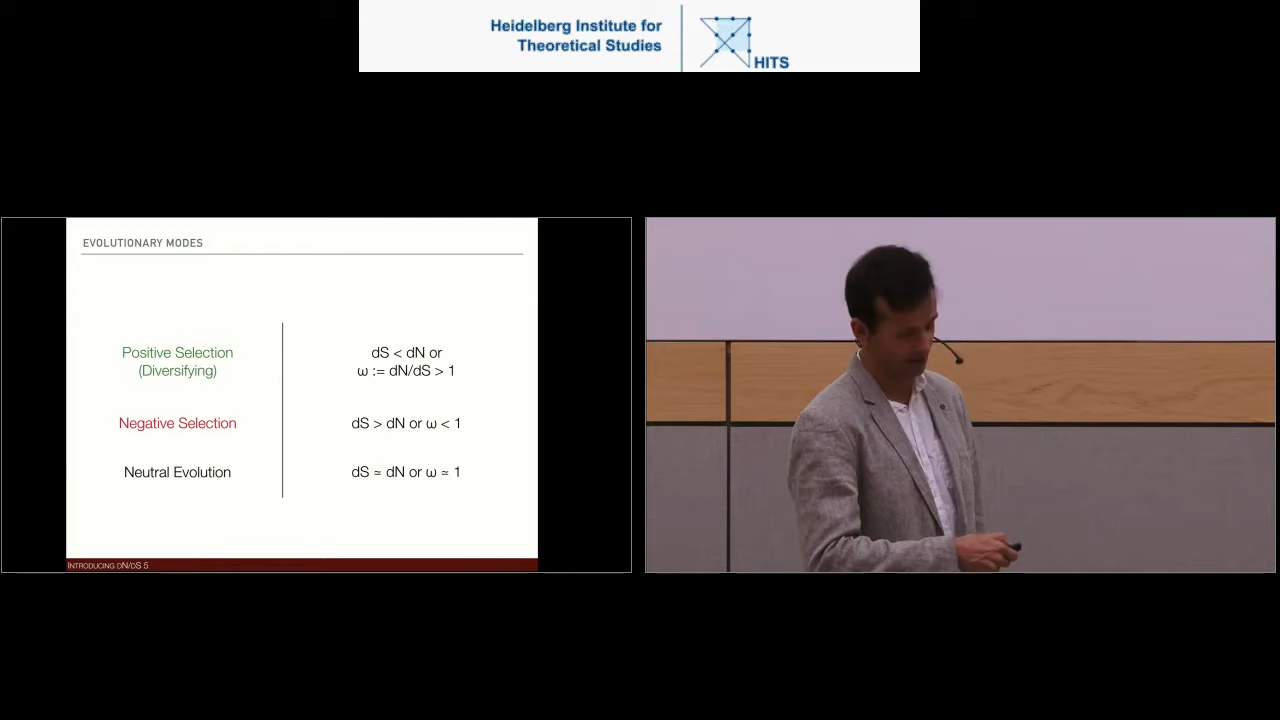 Heidelberg Institute for
Theoretical Studies
HITS
EVOLUTIONARY MODES
Positive Selection
(Diversifying)
dS < dN or
ω := dN/dS > 1
Negative Selection
dS > dN or ω < 1
Neutral Evolution
dS ≃ dN or ω ≃ 1
INTRODUCING DN/DS 5